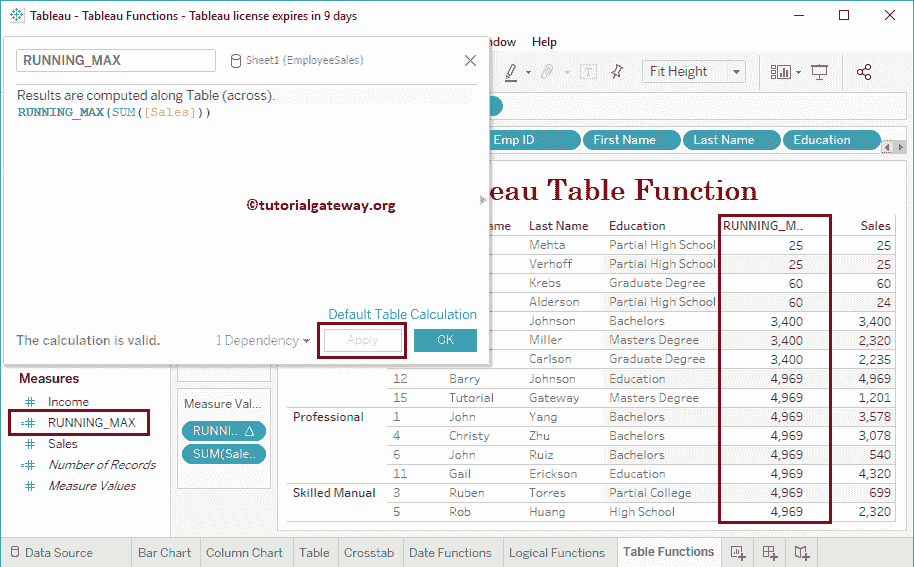 Tableau - Tableau Functions - Tableau license expires in 9 days
ndow Help
RUNNING_MAX Sheet1 (EmployeeSales)
Results are computed along Table (across).
RUNNING_MAX(SUM([Sales]))
©tutorialgateway.org
Default Table Calculation
The calculation is valid. 1 Dependency Apply OK
Fit Height
Emp ID First Name Last Name Education
leau Table Function
ame Last Name Education RUNNING_M.. Sales
Mehta Partial High School 25 25
Verhoff Partial High School 25 25
Krebs Graduate Degree 60 60
Alderson Partial High School 60 24
Johnson Bachelors 3,400 3,400
Miller Masters Degree 3,400 2,320
Carlson Graduate Degree 3,400 2,235
12 Barry Johnson Education 4,969 4,969
15 Tutorial Gateway Masters Degree 4,969 1,201
Professional 1 John Yang Bachelors 4,969 3,578
4 Christy Zhu Bachelors 4,969 3,078
6 John Ruiz Bachelors 4,969 540
11 Gail Erickson Education 4,969 4,320
Skilled Manual 3 Ruben Torres Partial College 4,969 699
5 Rob Huang High School 4,969 2,320
Measures
Income
RUNNING_MAX
Sales
Number of Records
Measure Values
Measure Val...
RUNNI..
SUM(Sale..
Data Source Bar Chart Column Chart Table Crosstab Date Functions Logical Functions Table Functions